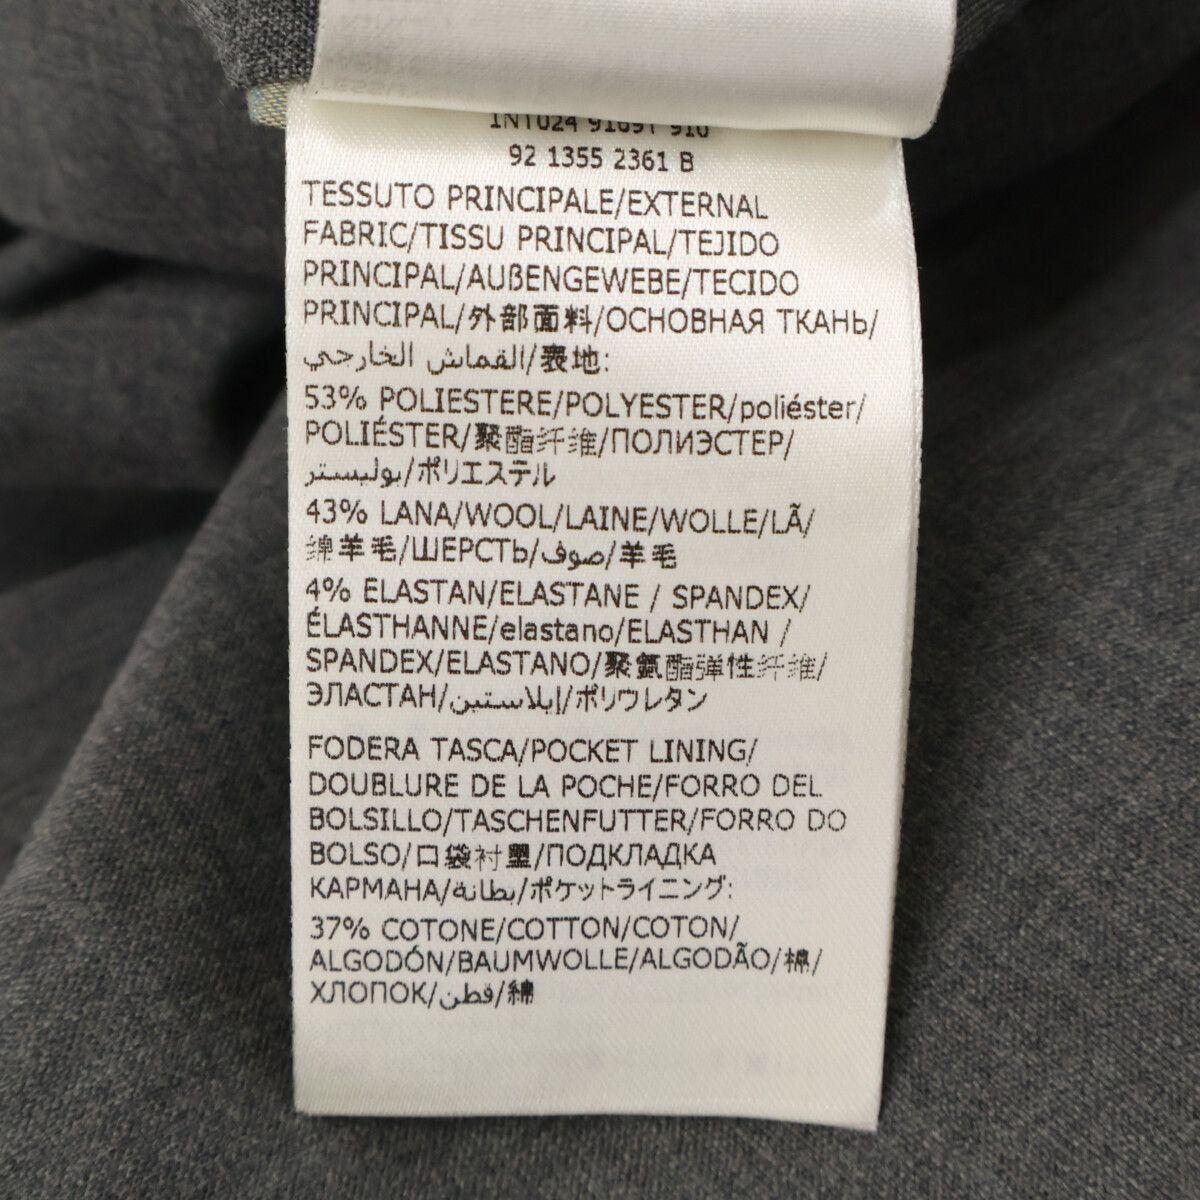 92 1355 2361 B
TESSUTO PRINCIPALE/EXTERNAL
FABRIC/TISSU PRINCIPAL/TEJIDO
PRINCIPAL/AUßENGEWEBE/TECIDO
PRINCIPAL/外部面料/ОСНОВНАЯ ТКАНЬ/
القماش الخارجي/表地:
53% POLIESTERE/POLYESTER/poliéster/
POLIÉSTER/聚酯纤维/ПОЛИЭСТЕР/
بوليستر/ポリエステル
43% LANA/WOOL/LAINE/WOLLE/LÃ/
绵羊毛/ШЕРСТЬ/صوف/羊毛
4% ELASTAN/ELASTANE / SPANDEX/
ÉLASTHANNE/elastano/ELASTHAN /
SPANDEX/ELASTANO/聚氨酯弹性纤维/
ЭЛАСТАН/إيلاستين/ポリウレタン
FODERA TASCA/POCKET LINING/
DOUBLURE DE LA POCHE/FORRO DEL
BOLSILLO/TASCHENFUTTER/FORRO DO
BOLSO/口袋衬里/ПОДКЛАДКА
КАРМАНА/بطانة/ポケットライニング:
37% COTONE/COTTON/COTON/
ALGODÓN/BAUMWOLLE/ALGODÃO/棉/
ХЛОПОК/قطن/綿